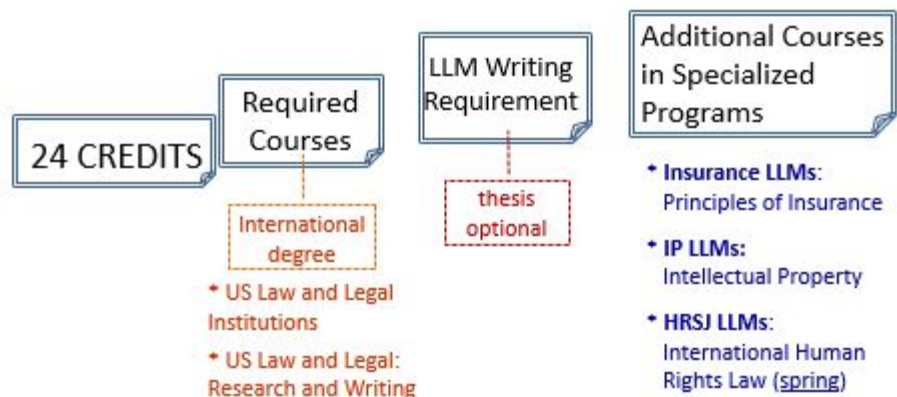 24 CREDITS
Required
Courses
International
degree
* US Law and Legal
Institutions
* US Law and Legal:
Research and Writing
LLM Writing
Requirement
thesis
optional
Additional Courses
in Specialized
Programs
* Insurance LLMs:
Principles of Insurance
* IP LLMs:
Intellectual Property
* HRSJ LLMs:
International Human
Rights Law (spring)